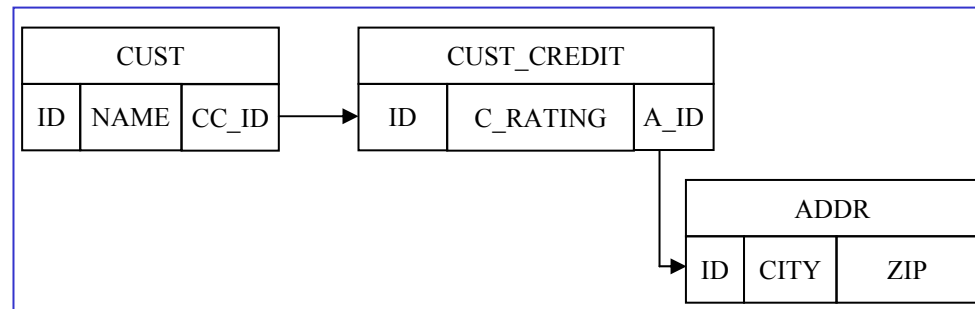 CUST
ID NAME CC_ID
CUST_CREDIT
ID C_RATING A_ID
ADDR
ID CITY ZIP